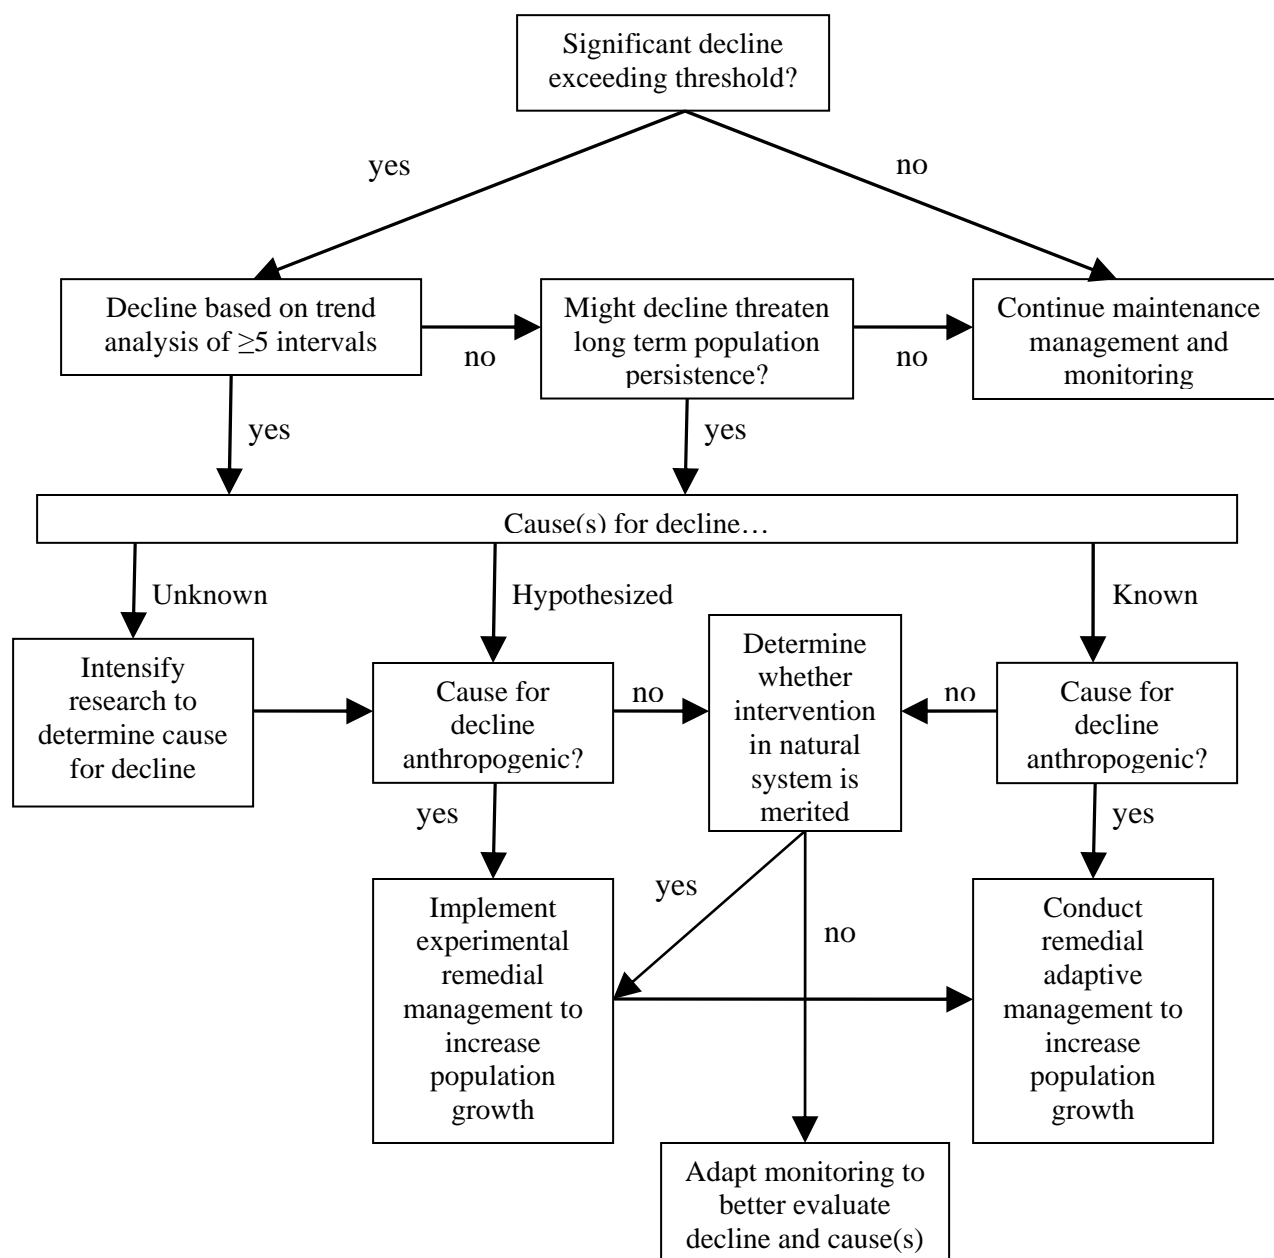 Significant decline
exceeding threshold?
yes
no
Decline based on trend
analysis of ≥5 intervals
no
Might decline threaten
long term population
persistence?
no
Continue maintenance
management and
monitoring
yes
yes
Cause(s) for decline…
Unknown
Hypothesized
Known
Intensify
research to
determine cause
for decline
Cause for
decline
anthropogenic?
no
Determine
whether
intervention
in natural
system is
merited
no
Cause for
decline
anthropogenic?
yes
yes
yes
no
Implement
experimental
remedial
management to
increase
population
growth
Conduct
remedial
adaptive
management to
increase
population
growth
Adapt monitoring to
better evaluate
decline and cause(s)